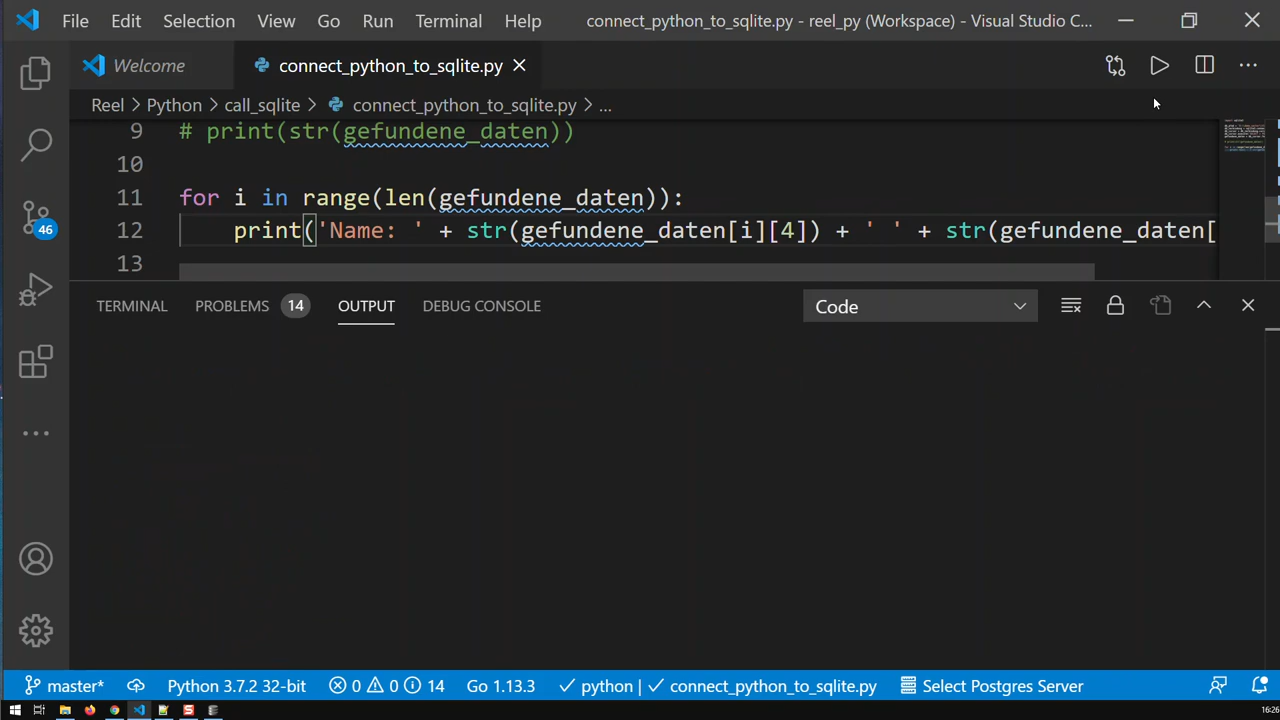 File Edit Selection View Go Run Terminal Help connect_python_to_sqlite.py - reel_py (Workspace) - Visual Studio C...
Welcome connect_python_to_sqlite.py
Reel > Python > call_sqlite > connect_python_to_sqlite.py > ...
9 # print(str(gefundene_daten))
10
11 for i in range(len(gefundene_daten)):
12 print('Name: ' + str(gefundene_daten[i][4]) + ' ' + str(gefundene_daten[
13
46
TERMINAL PROBLEMS 14 OUTPUT DEBUG CONSOLE Code
master* 0 0 14 Python 3.7.2 32-bit Go 1.13.3 python | connect_python_to_sqlite.py Select Postgres Server
16:26